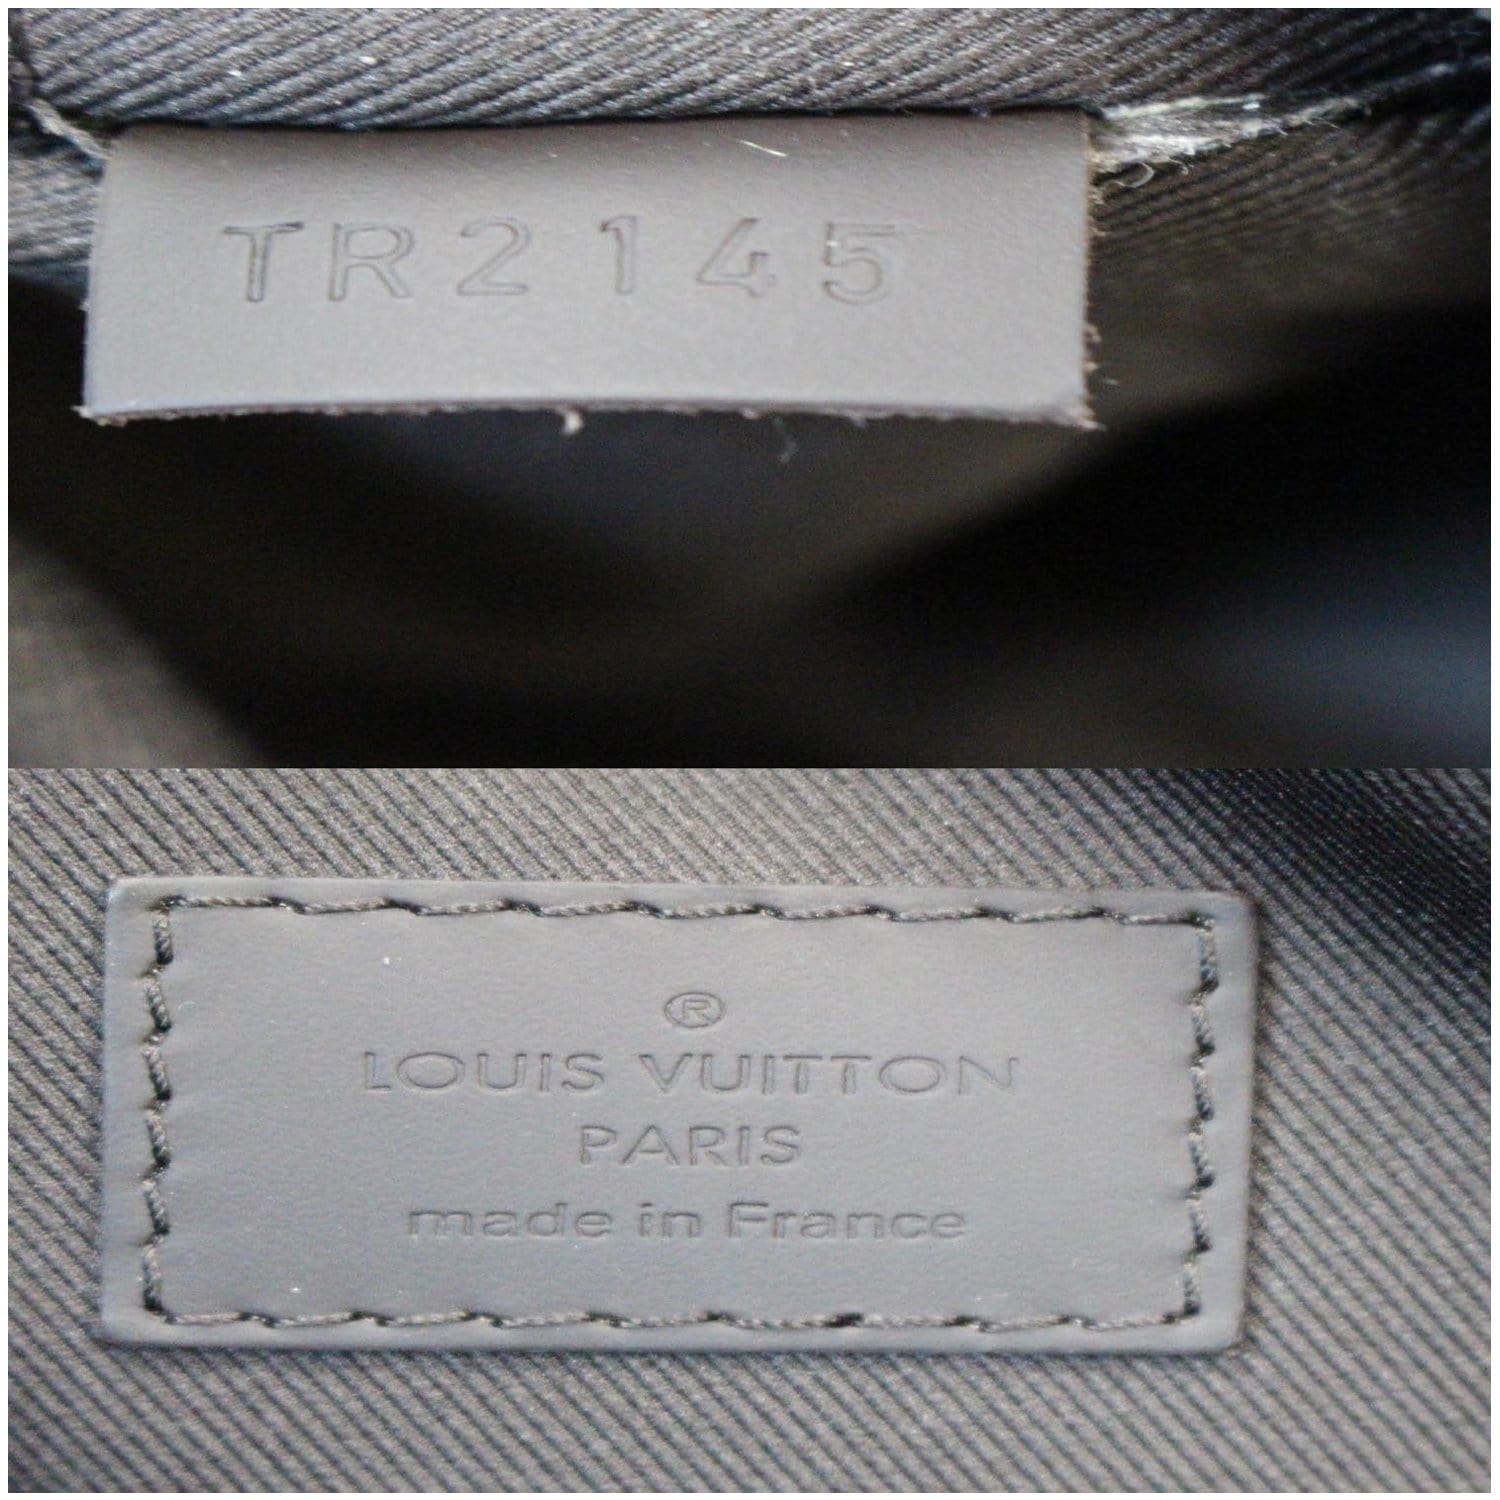 TR2145
®
LOUIS VUITTON
PARIS
made in France